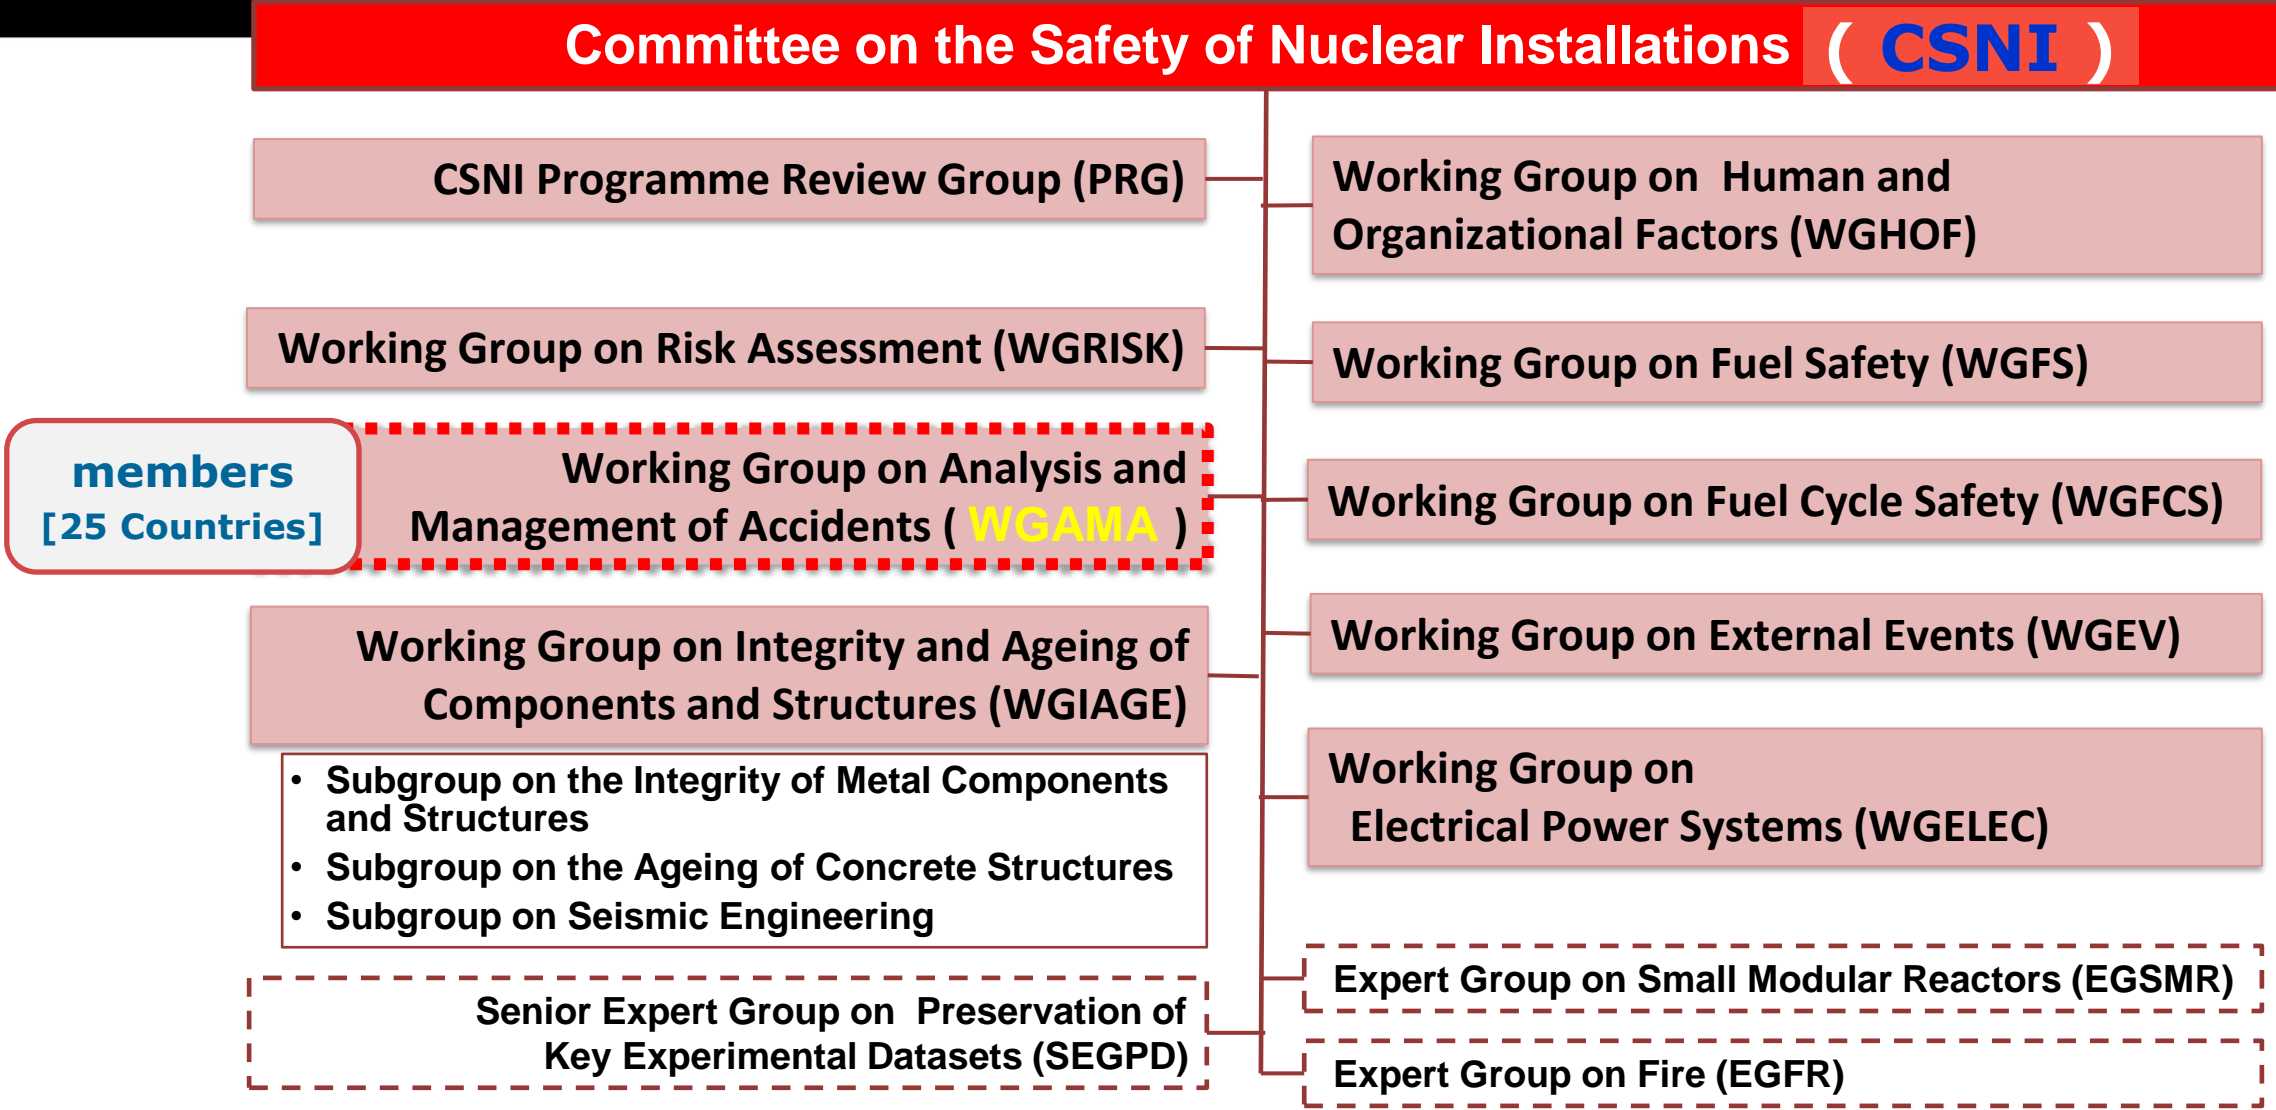 Committee on the Safety of Nuclear Installations ( CSNI )
CSNI Programme Review Group (PRG)
Working Group on Risk Assessment (WGRISK)
members
[25 Countries]
Working Group on Analysis and
Management of Accidents ( WGAMA )
Working Group on Integrity and Ageing of
Components and Structures (WGIAGE)
• Subgroup on the Integrity of Metal Components
and Structures
• Subgroup on the Ageing of Concrete Structures
• Subgroup on Seismic Engineering
Senior Expert Group on Preservation of
Key Experimental Datasets (SEGPD)
Working Group on Human and
Organizational Factors (WGHOF)
Working Group on Fuel Safety (WGFS)
Working Group on Fuel Cycle Safety (WGFCS)
Working Group on External Events (WGEV)
Working Group on
Electrical Power Systems (WGELEC)
Expert Group on Small Modular Reactors (EGSMR)
Expert Group on Fire (EGFR)